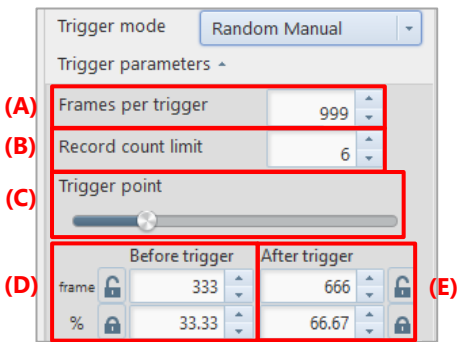 Trigger mode Random Manual
Trigger parameters
(A) Frames per trigger 999
(B) Record count limit 6
(C) Trigger point
Before trigger After trigger
(D) frame 333 666 (E)
% 33.33 66.67